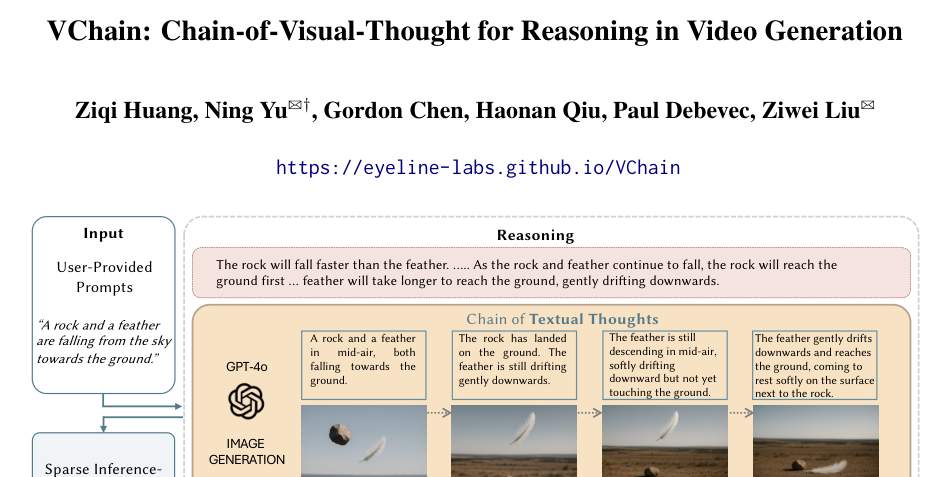 VChain: Chain-of-Visual-Thought for Reasoning in Video Generation
Ziqi Huang, Ning Yu✉†, Gordon Chen, Haonan Qiu, Paul Debevec, Ziwei Liu✉
https://eyeline-labs.github.io/VChain
Input
User-Provided
Prompts
“A rock and a feather
are falling from the sky
towards the ground.”
Sparse Inference-
Reasoning
The rock will fall faster than the feather. ..... As the rock and feather continue to fall, the rock will reach the
ground first ... feather will take longer to reach the ground, gently drifting downwards.
Chain of Textual Thoughts
GPT-4o
IMAGE
GENERATION
A rock and a feather
in mid-air, both
falling towards the
ground.
The rock has landed
on the ground. The
feather is still drifting
gently downwards.
The feather is still
descending in mid-air,
softly drifting
downward but not yet
touching the ground.
The feather gently drifts
downwards and reaches
the ground, coming to
rest softly on the surface
next to the rock.